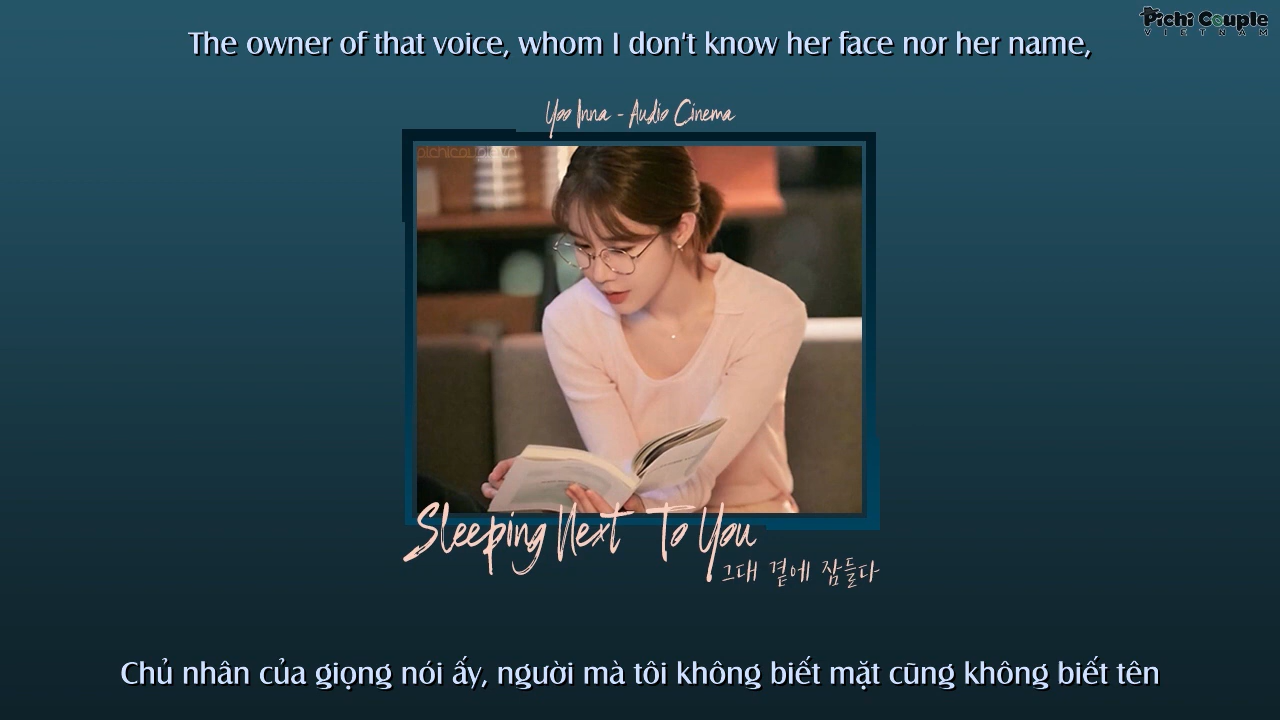 Pichi Couple
VIETNAM
The owner of that voice, whom I don't know her face nor her name,
Yoo Inna - Audio Cinema
pichicouple.vn
Sleeping Next To You
그대 곁에 잠들다
Chủ nhân của giọng nói ấy, người mà tôi không biết mặt cũng không biết tên